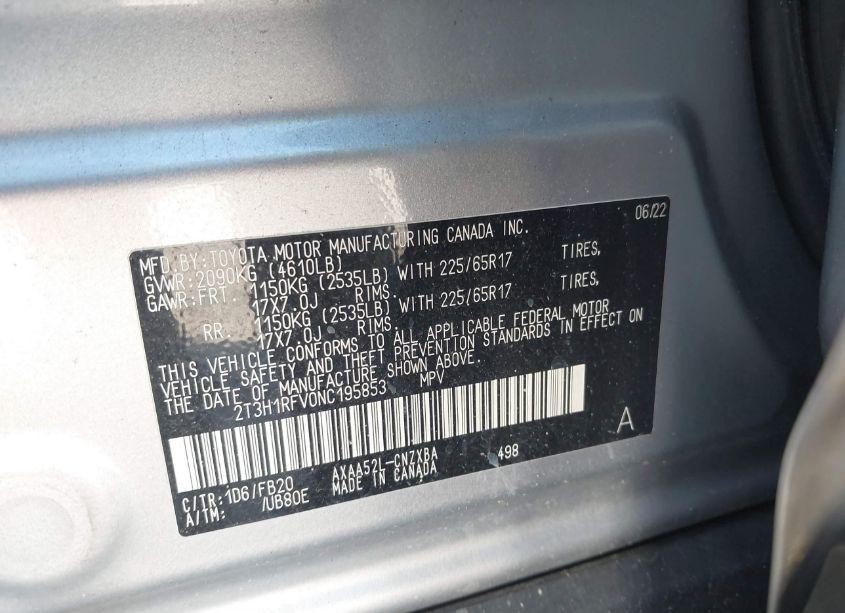 06/22
MFD.BY:TOYOTA MOTOR MANUFACTURING CANADA INC.
GVWR:2090KG (4610LB)
GAWR:FRT. 1150KG (2535LB) WITH 225/65R17 TIRES,
17X7.0J RIMS.
RR. 1150KG (2535LB) WITH 225/65R17 TIRES,
17X7.0J RIMS.
THIS VEHICLE CONFORMS TO ALL APPLICABLE FEDERAL MOTOR
VEHICLE SAFETY AND THEFT PREVENTION STANDARDS IN EFFECT ON
THE DATE OF MANUFACTURE SHOWN ABOVE.
2T3H1RFV0NC195853 MPV
A
C/TR:1D6/FB20 AXAA52L-CNZXBA 498
A/TM: /UB80E MADE IN CANADA